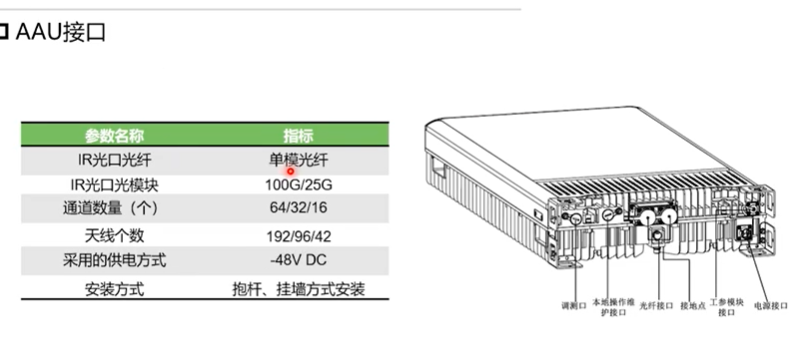 AAU接口
参数名称 指标
IR光口光纤 单模光纤
IR光口光模块 100G/25G
通道数量（个） 64/32/16
天线个数 192/96/42
采用的供电方式 -48V DC
安装方式 抱杆、挂墙方式安装
调测口 本地操作维护接口 光纤接口 接地点 工参模块接口 电源接口